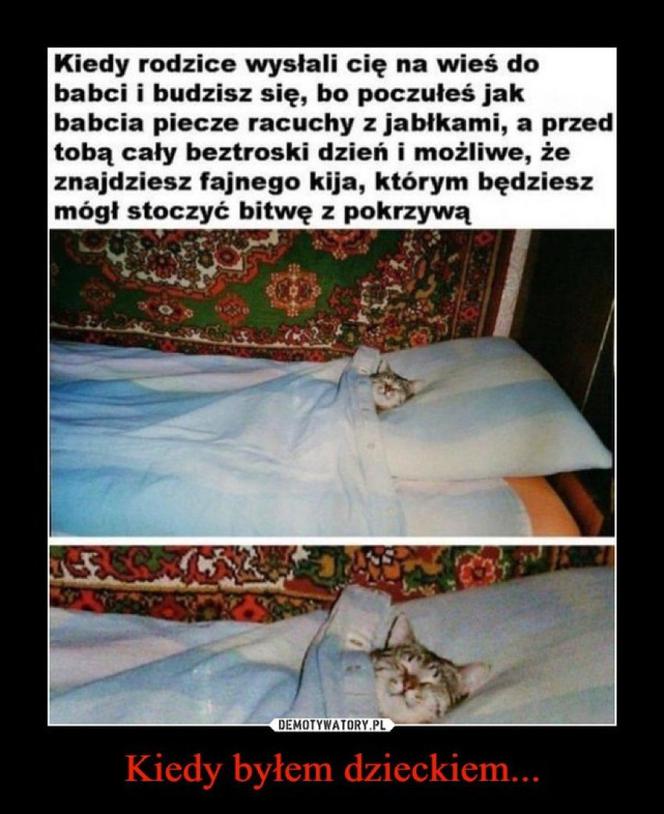 Kiedy rodzice wysłali cię na wieś do
babci i budzisz się, bo poczułeś jak
babcia piecze racuchy z jabłkami, a przed
tobą cały beztroski dzień i możliwe, że
znajdziesz fajnego kija, którym będziesz
mógł stoczyć bitwę z pokrzywą
DEMOTYWATORY.PL
Kiedy byłem dzieckiem...